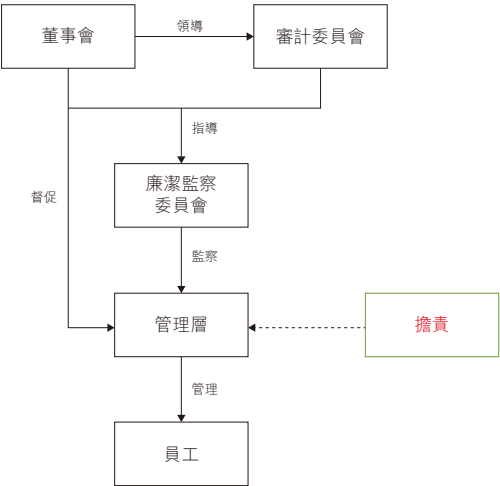 董事會
領導
審計委員會
指導
廉潔監察
委員會
督促
監察
管理層
擔責
管理
員工